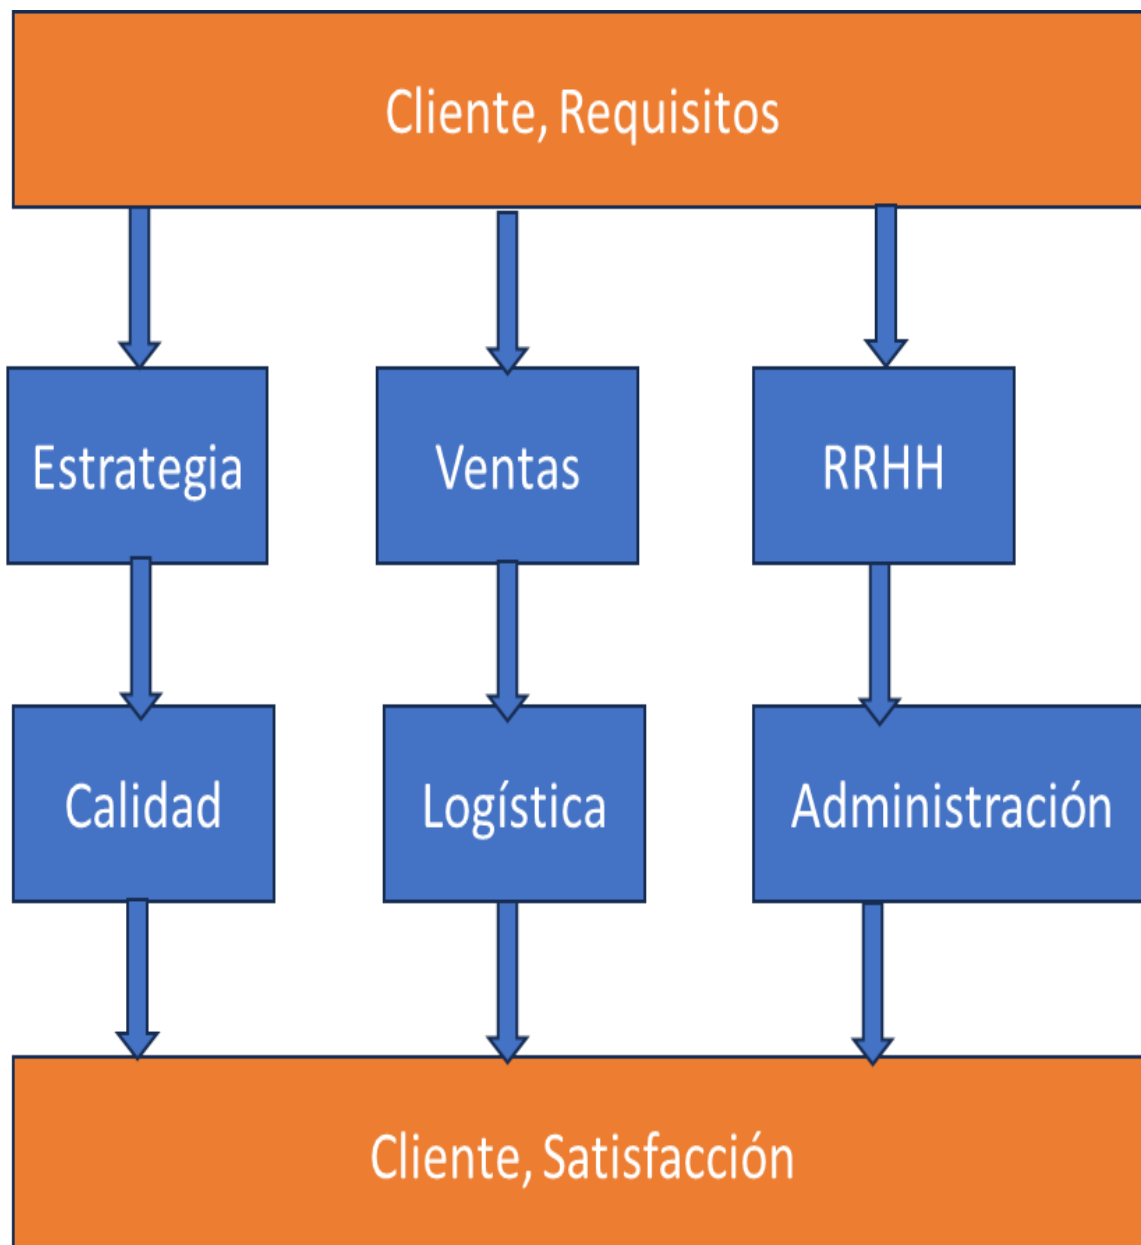 Cliente, Requisitos
Estrategia
Ventas
RRHH
Calidad
Logística
Administración
Cliente, Satisfacción